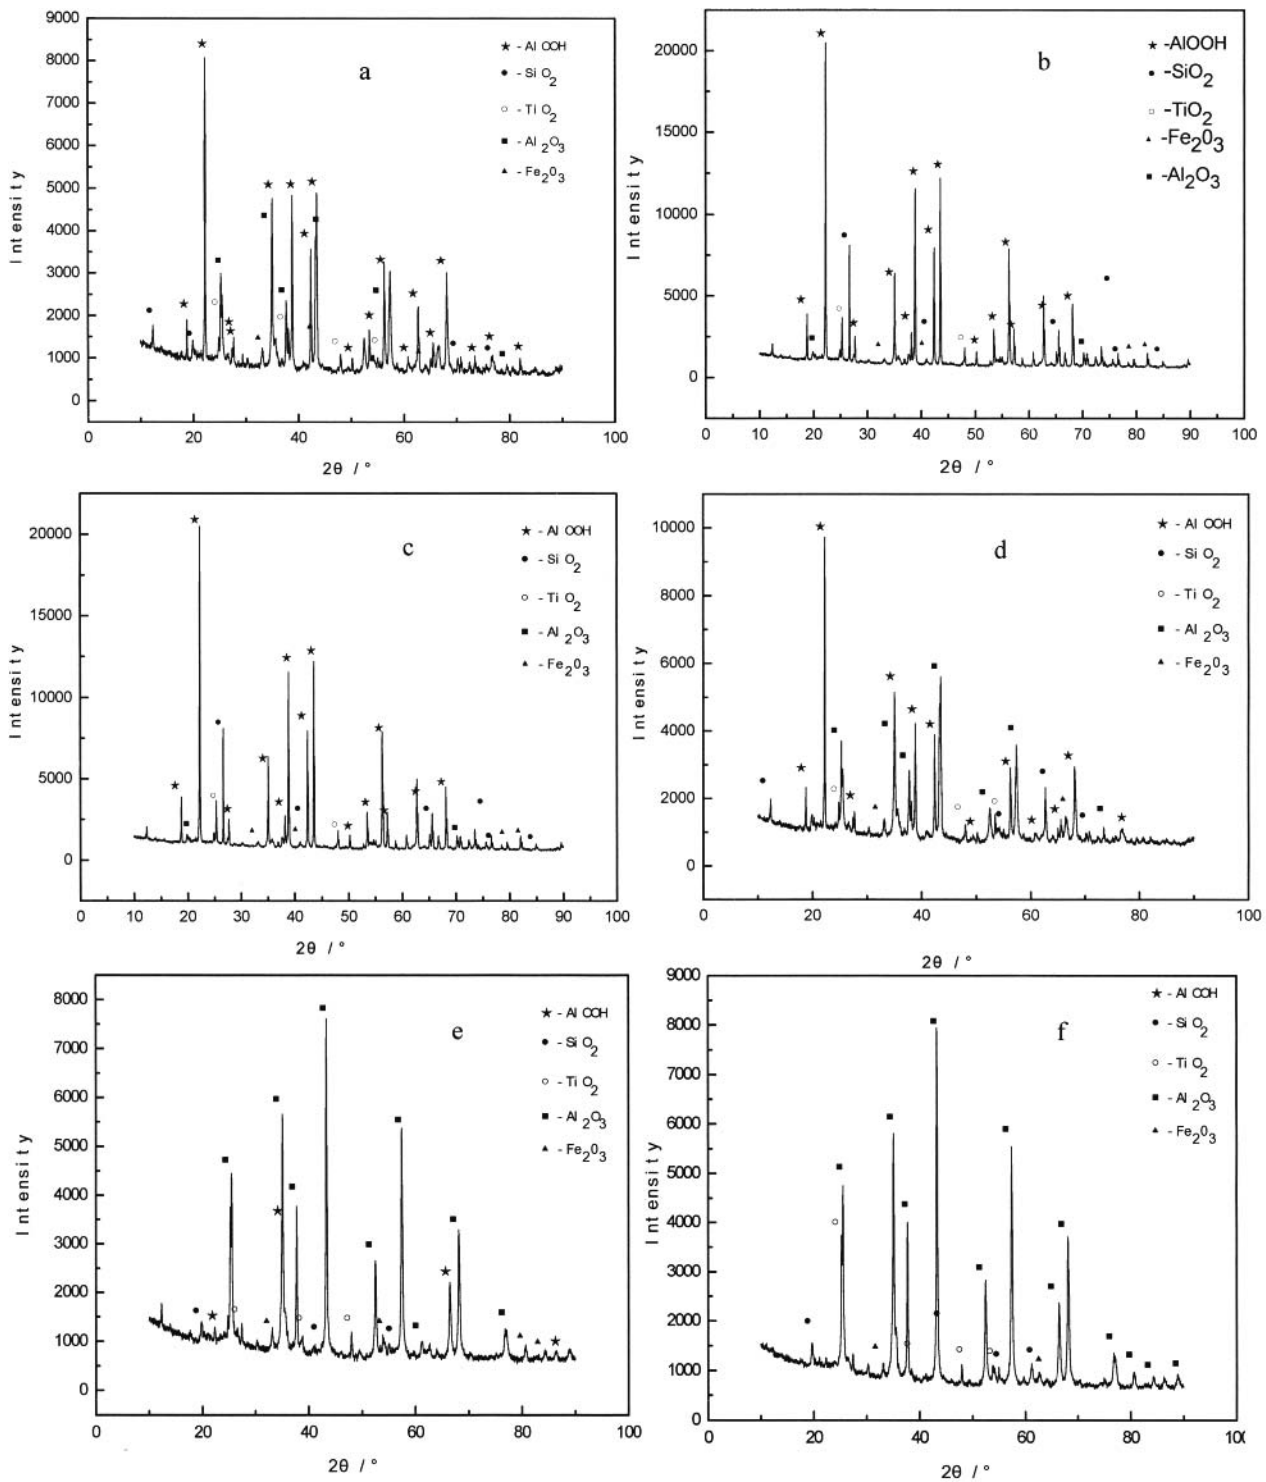 a
★ - Al OOH
● - Si O2
○ - Ti O2
■ - Al 2O3
▲ - Fe203
9000
8000
7000
6000
5000
4000
3000
2000
1000
0
Intensity
0 20 40 60 80 100
2θ / °
b
★ -AlOOH
● -SiO2
□ -TiO2
▲ -Fe203
■ -Al2O3
20000
15000
10000
5000
0
Intensity
0 10 20 30 40 50 60 70 80 90 100
2θ / °
c
★ - Al OOH
● - Si O2
○ - Ti O2
■ - Al 2O3
▲ - Fe203
20000
15000
10000
5000
0
Intensity
0 10 20 30 40 50 60 70 80 90 100
2θ / °
d
★ - Al OOH
● - Si O2
○ - Ti O2
■ - Al 2O3
▲ - Fe203
10000
8000
6000
4000
2000
0
Intensity
0 20 40 60 80 100
2θ / °
e
★ - Al OOH
● - Si O2
○ - Ti O2
■ - Al 2O3
▲ - Fe203
8000
7000
6000
5000
4000
3000
2000
1000
0
Intensity
0 20 40 60 80 100
2θ / °
f
★ - Al OOH
● - Si O2
○ - Ti O2
■ - Al 2O3
▲ - Fe203
9000
8000
7000
6000
5000
4000
3000
2000
1000
0
Intensity
0 20 40 60 80 100
2θ / °